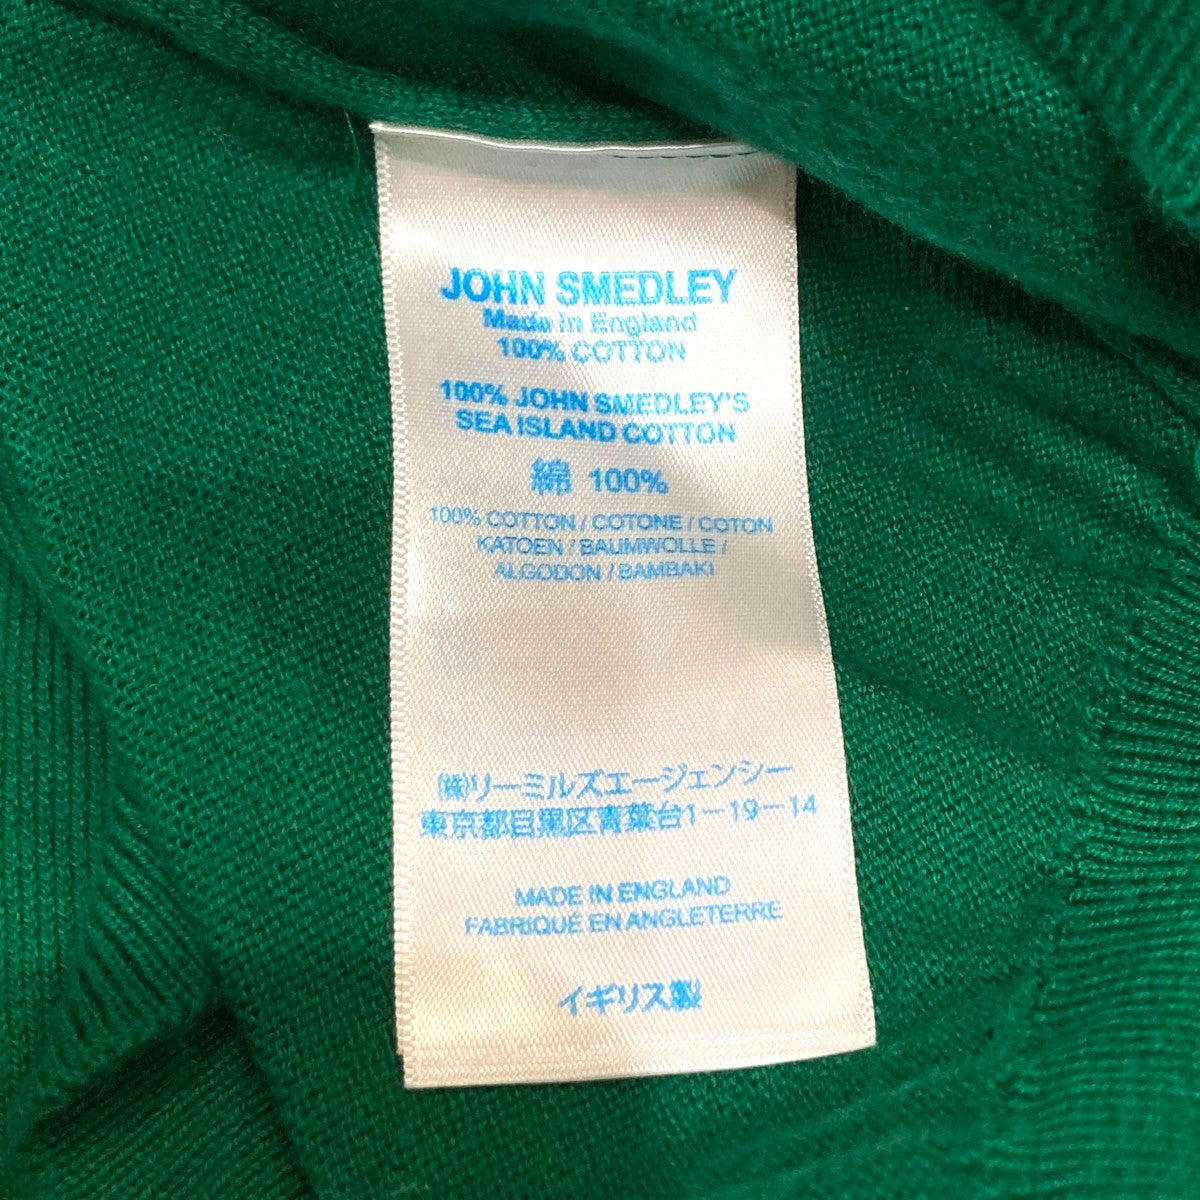 JOHN SMEDLEY
Made In England
100% COTTON
100% JOHN SMEDLEY'S
SEA ISLAND COTTON
綿 100%
100% COTTON / COTONE / COTON
KATOEN / BAUMWOLLE /
ALGODON / BAMBAKI
㈱リーミルズエージェンシー
東京都目黒区青葉台1－19－14
MADE IN ENGLAND
FABRIQUE EN ANGLETERRE
イギリス製